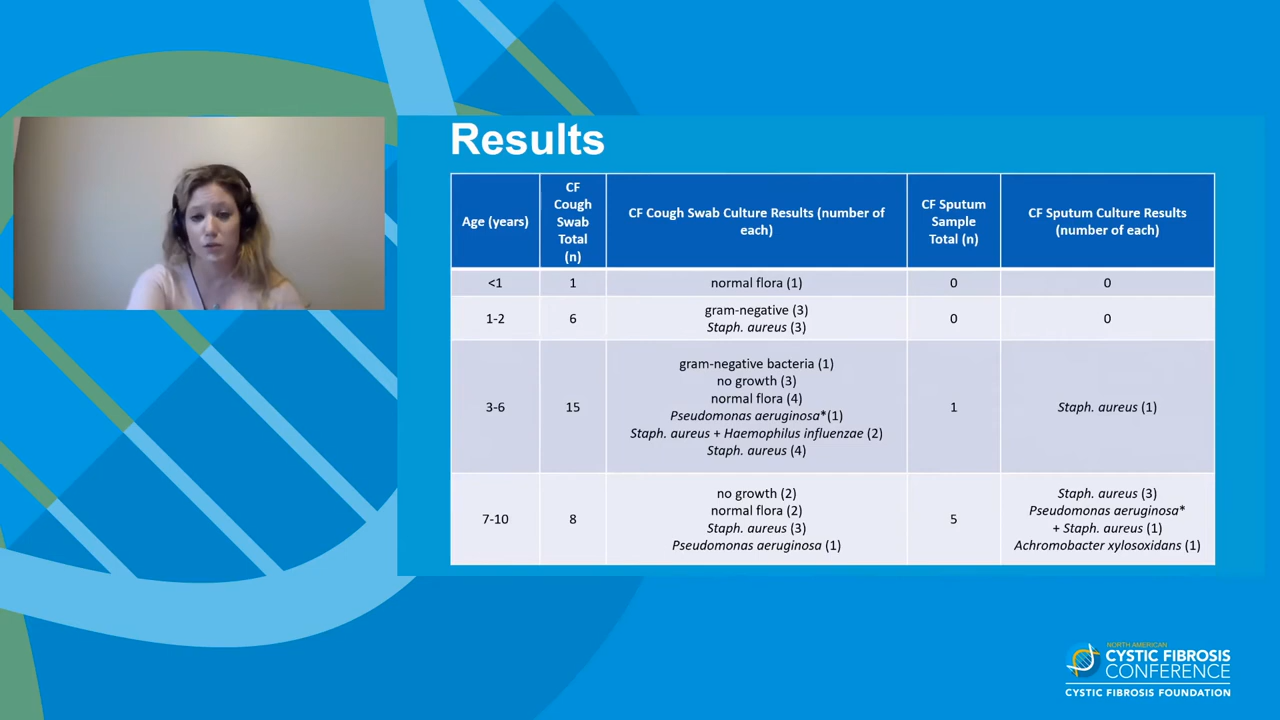 Results
Age (years)
CF
Cough
Swab
Total
(n)
CF Cough Swab Culture Results (number of
each)
CF Sputum
Sample
Total (n)
CF Sputum Culture Results
(number of each)
<1
1
normal flora (1)
0
0
1-2
6
gram-negative (3)
Staph. aureus (3)
0
0
3-6
15
gram-negative bacteria (1)
no growth (3)
normal flora (4)
Pseudomonas aeruginosa*(1)
Staph. aureus + Haemophilus influenzae (2)
Staph. aureus (4)
1
Staph. aureus (1)
7-10
8
no growth (2)
normal flora (2)
Staph. aureus (3)
Pseudomonas aeruginosa (1)
5
Staph. aureus (3)
Pseudomonas aeruginosa*
+ Staph. aureus (1)
Achromobacter xylosoxidans (1)
NORTH AMERICAN
CYSTIC FIBROSIS
CONFERENCE
CYSTIC FIBROSIS FOUNDATION